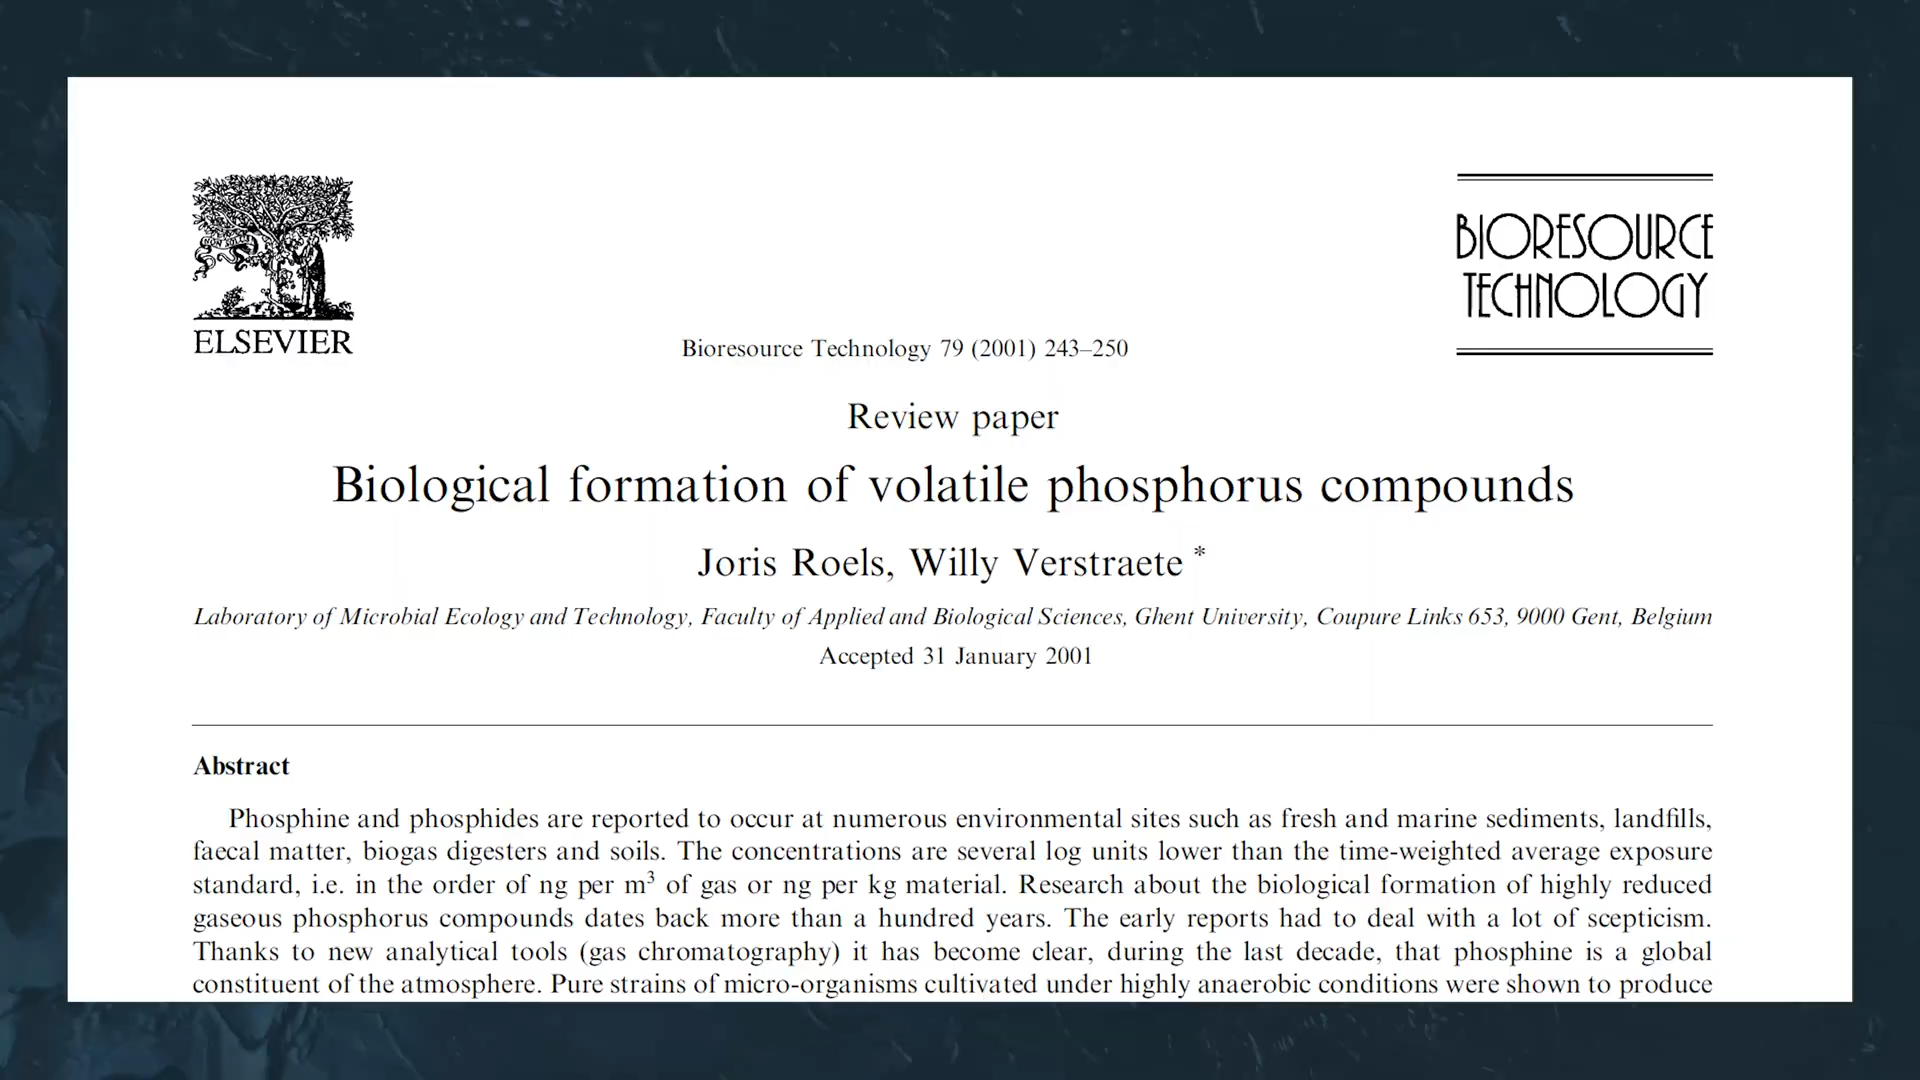 ELSEVIER
BIORESOURCE
TECHNOLOGY
Bioresource Technology 79 (2001) 243–250
Review paper
Biological formation of volatile phosphorus compounds
Joris Roels, Willy Verstraete *
Laboratory of Microbial Ecology and Technology, Faculty of Applied and Biological Sciences, Ghent University, Coupure Links 653, 9000 Gent, Belgium
Accepted 31 January 2001
Abstract
Phosphine and phosphides are reported to occur at numerous environmental sites such as fresh and marine sediments, landfills,
faecal matter, biogas digesters and soils. The concentrations are several log units lower than the time-weighted average exposure
standard, i.e. in the order of ng per m³ of gas or ng per kg material. Research about the biological formation of highly reduced
gaseous phosphorus compounds dates back more than a hundred years. The early reports had to deal with a lot of scepticism.
Thanks to new analytical tools (gas chromatography) it has become clear, during the last decade, that phosphine is a global
constituent of the atmosphere. Pure strains of micro-organisms cultivated under highly anaerobic conditions were shown to produce